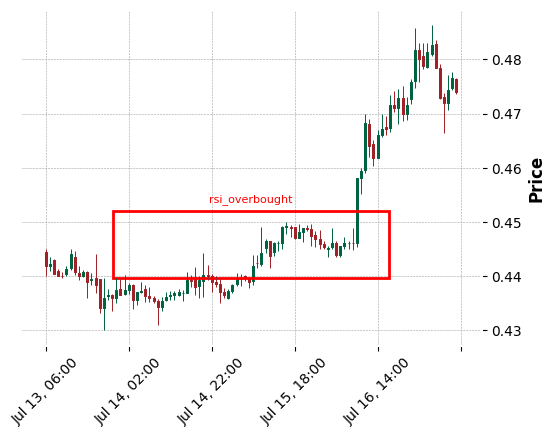 rsi_overbought
0.48
0.47
0.46
0.45
0.44
0.43
Price
Jul 13, 06:00
Jul 14, 02:00
Jul 14, 22:00
Jul 15, 18:00
Jul 16, 14:00